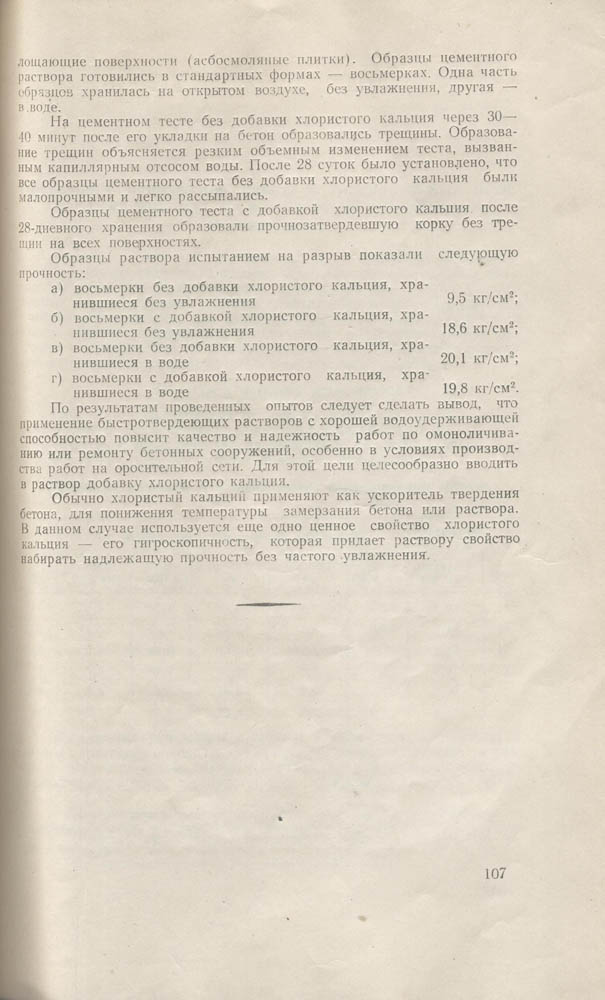 лощающие поверхности (асбосмоляные плитки). Образцы цементного
раствора готовились в стандартных формах — восьмерках. Одна часть
образцов хранилась на открытом воздухе, без увлажнения, другая —
в воде.
На цементном тесте без добавки хлористого кальция через 30—
40 минут после его укладки на бетон образовались трещины. Образова-
ние трещин объясняется резким объемным изменением теста, вызван-
ным капиллярным отсосом воды. После 28 суток было установлено, что
все образцы цементного теста без добавки хлористого кальция были
малопрочными и легко рассыпались.
Образцы цементного теста с добавкой хлористого кальция после
28-дневного хранения образовали прочнозатвердевшую корку без тре-
щин на всех поверхностях.
Образцы раствора испытанием на разрыв показали следующую
прочность:
а) восьмерки без добавки хлористого кальция, хра-
нившиеся без увлажнения 9,5 кг/см²;
б) восьмерки с добавкой хлористого кальция, хра-
нившиеся без увлажнения 18,6 кг/см²;
в) восьмерки без добавки хлористого кальция, хра-
нившиеся в воде 20,1 кг/см²;
г) восьмерки с добавкой хлористого кальция, хра-
нившиеся в воде 19,8 кг/см².
По результатам проведенных опытов следует сделать вывод, что
применение быстротвердеющих растворов с хорошей водоудерживающей
способностью повысит качество и надежность работ по омоноличива-
нию или ремонту бетонных сооружений, особенно в условиях производ-
ства работ на оросительной сети. Для этой цели целесообразно вводить
в раствор добавку хлористого кальция.
Обычно хлористый кальций применяют как ускоритель твердения
бетона, для понижения температуры замерзания бетона или раствора.
В данном случае используется еще одно ценное свойство хлористого
кальция — его гигроскопичность, которая придает раствору свойство
набирать надлежащую прочность без частого увлажнения.
107